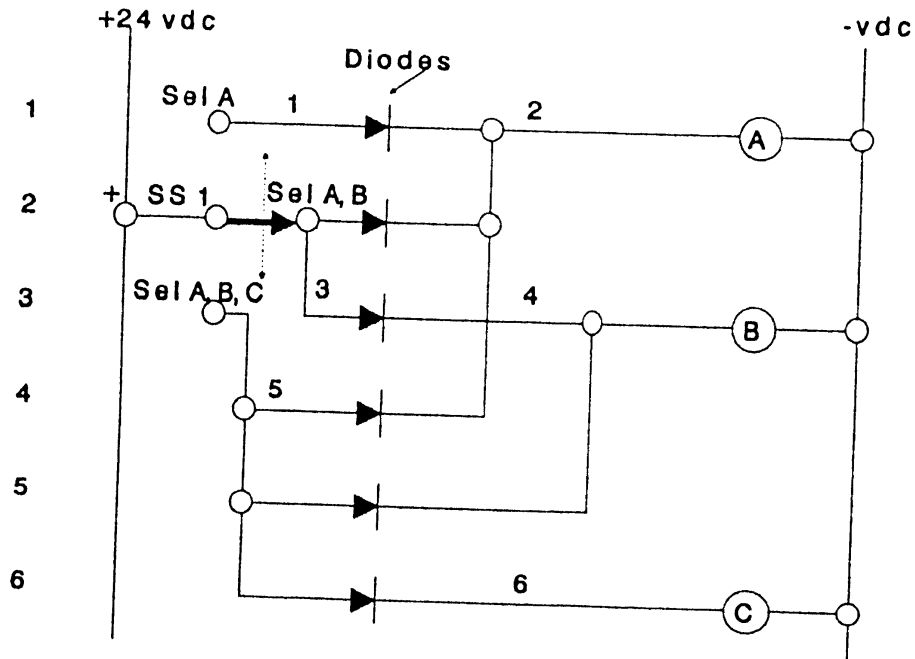 +24 vdc
-vdc
Diodes
1
Sel A
1
2
A
2
+
SS 1
Sel A, B
3
Sel A, B, C
3
4
B
4
5
5
6
6
C